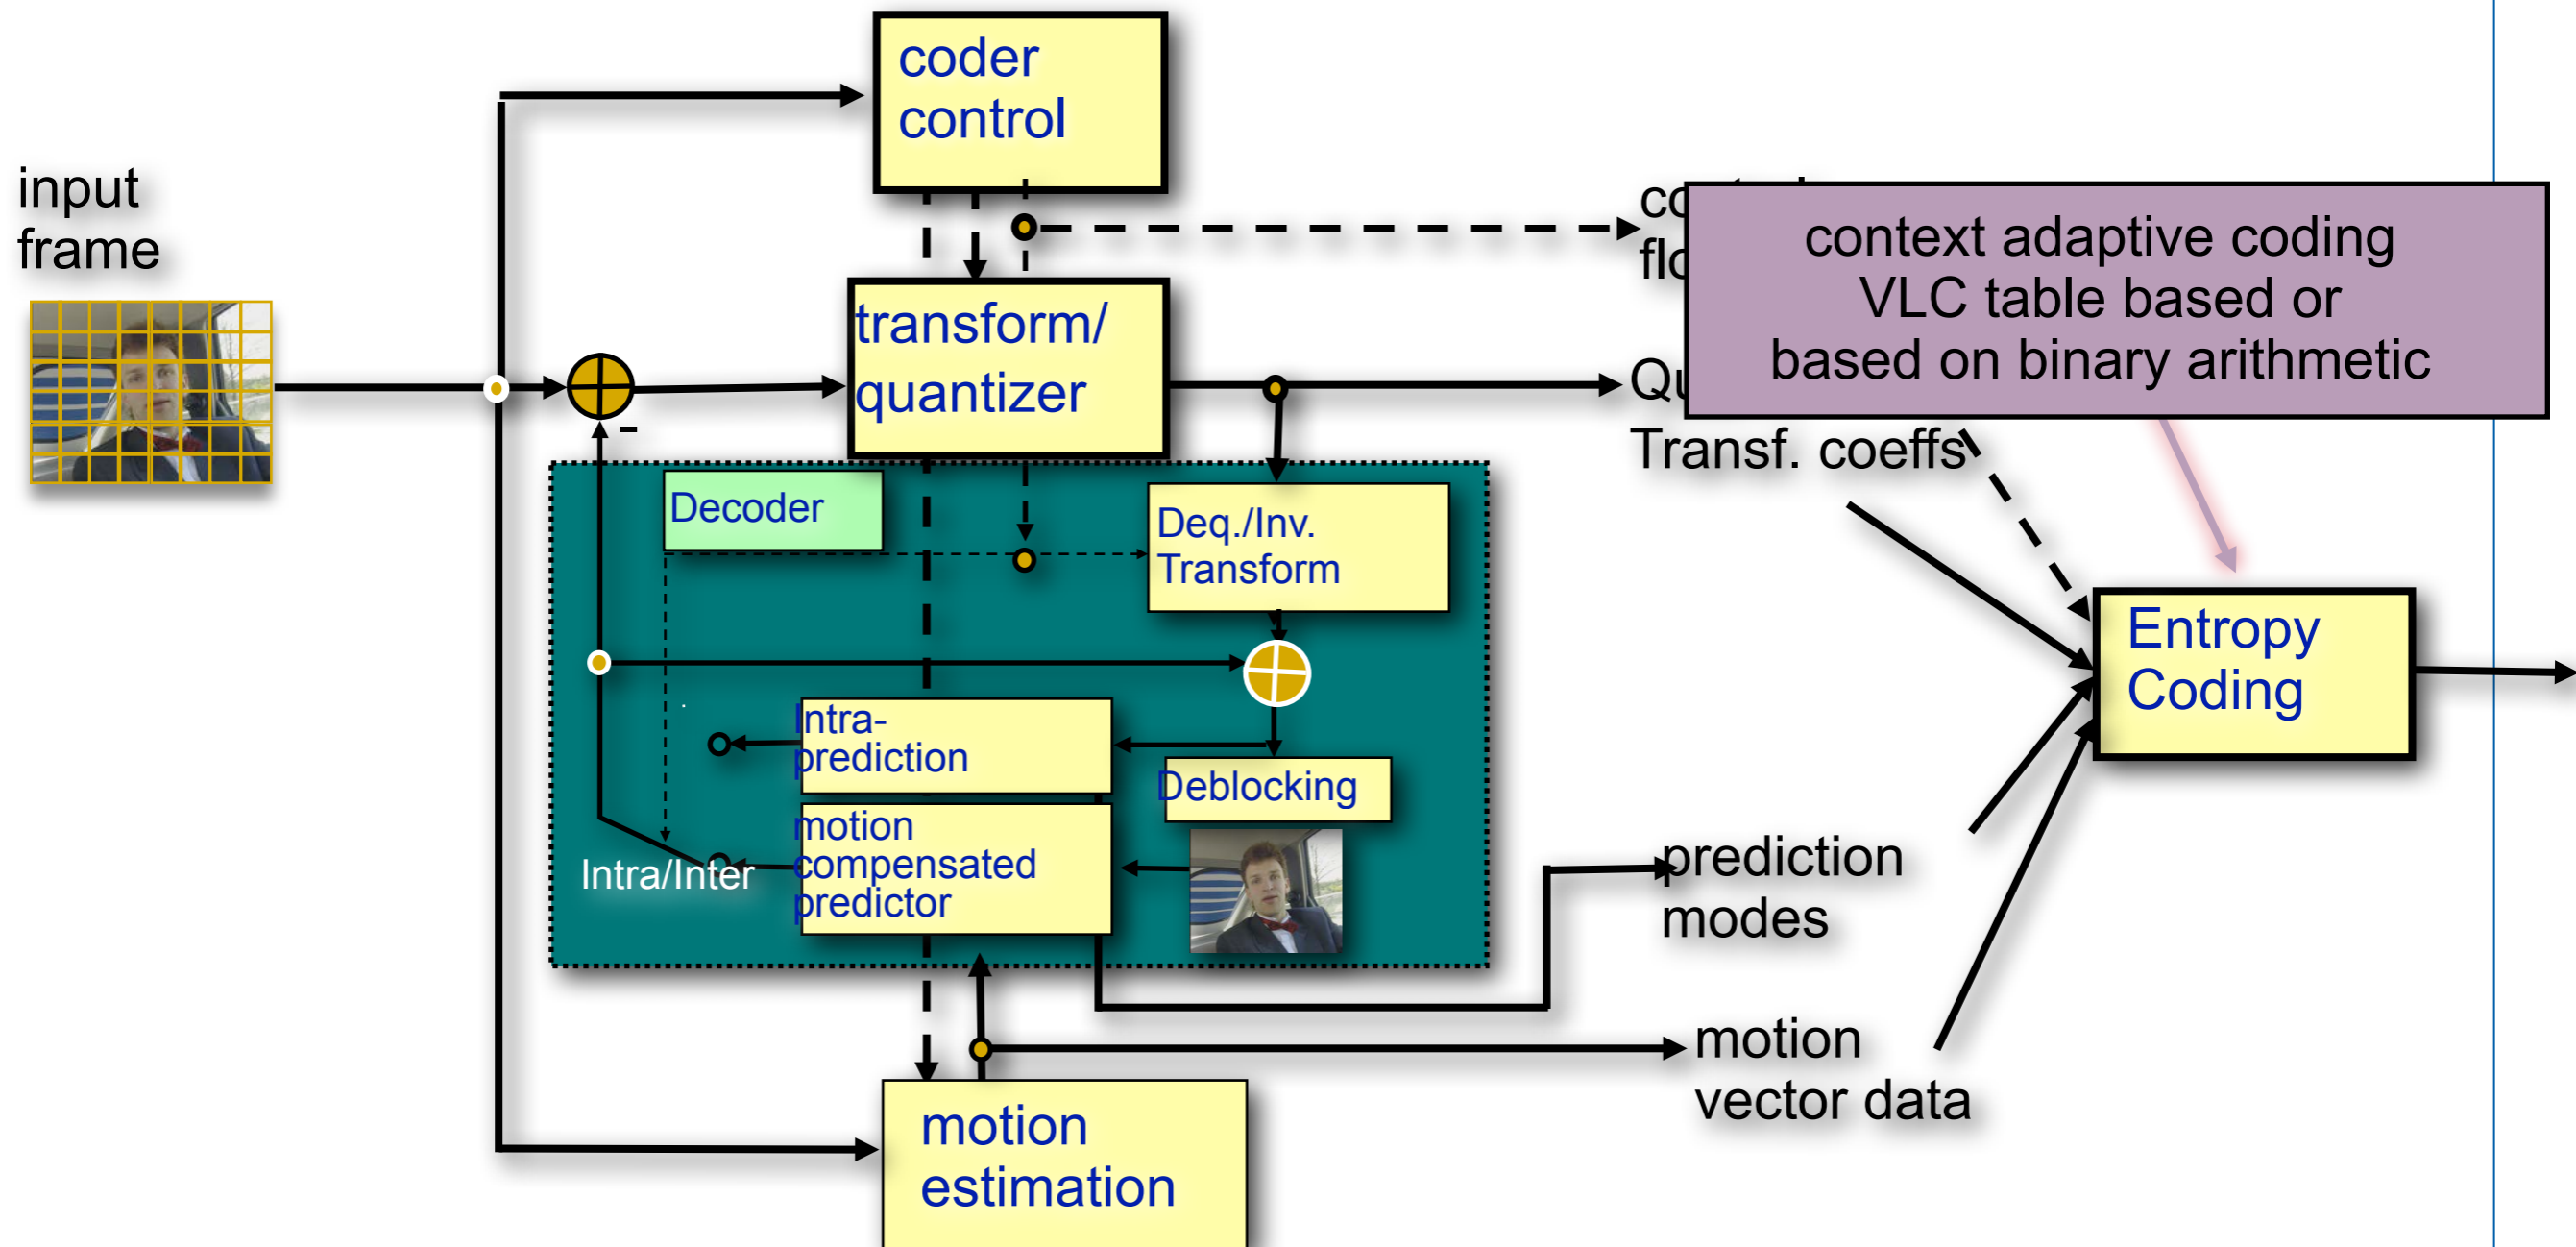 coder
control
input
frame
context adaptive coding
VLC table based or
based on binary arithmetic
transform/
quantizer
-
Transf. coeffs
Decoder
Deq./Inv.
Transform
Entropy
Coding
Intra-
prediction
Deblocking
motion
compensated
predictor
Intra/Inter
prediction
modes
motion
vector data
motion
estimation